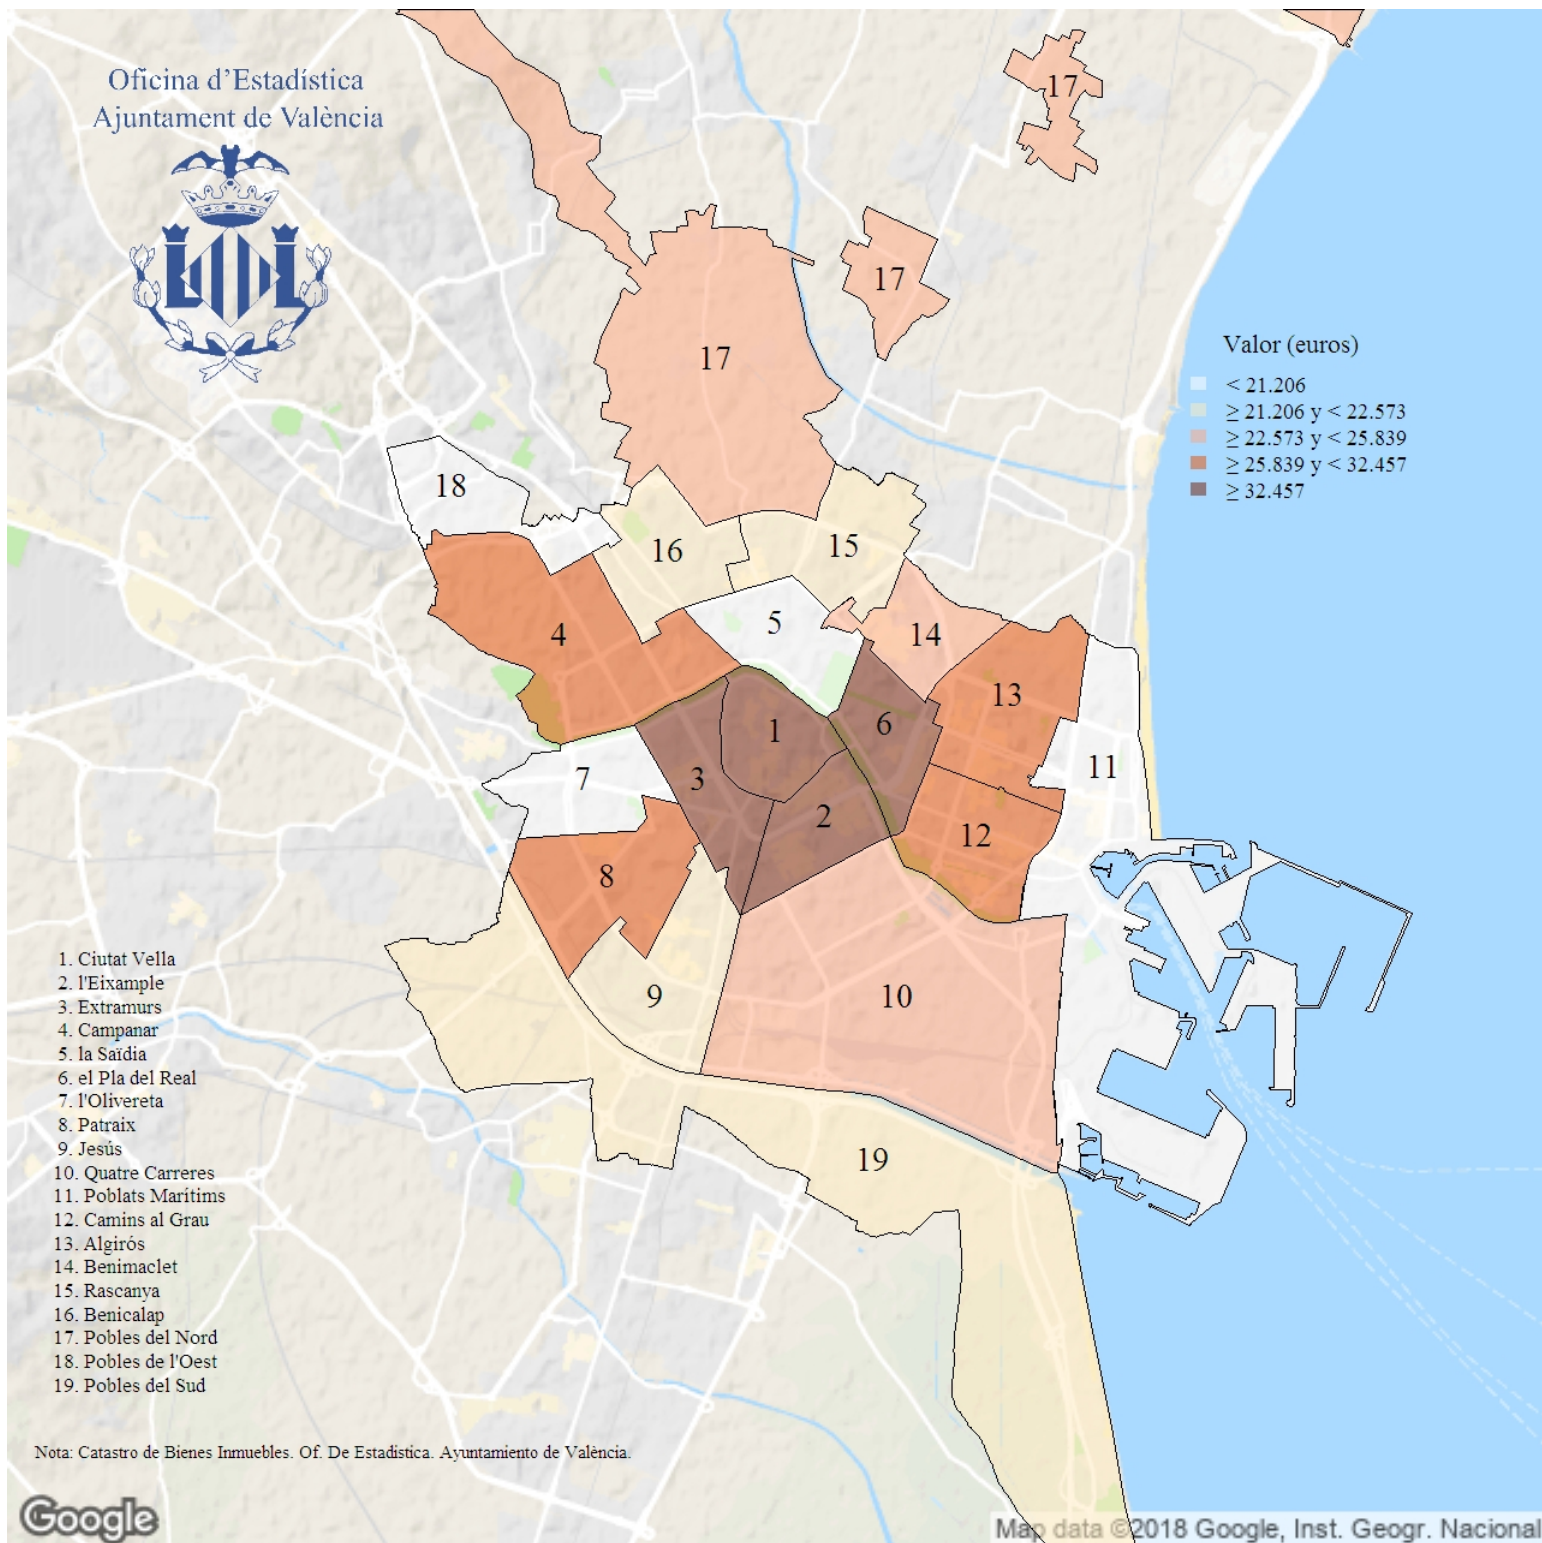 Oficina d'Estadística
Ajuntament de València
17
17
17
Valor (euros)
< 21.206
≥ 21.206 y < 22.573
≥ 22.573 y < 25.839
≥ 25.839 y < 32.457
≥ 32.457
18
16
15
5
4
14
13
1
6
11
7
3
2
12
8
9
10
19
1. Ciutat Vella
2. l'Eixample
3. Extramurs
4. Campanar
5. la Saïdia
6. el Pla del Real
7. l'Olivereta
8. Patraix
9. Jesús
10. Quatre Carreres
11. Poblats Marítims
12. Camins al Grau
13. Algirós
14. Benimaclet
15. Rascanya
16. Benicalap
17. Pobles del Nord
18. Pobles de l'Oest
19. Pobles del Sud
Nota: Catastro de Bienes Inmuebles. Of. De Estadística. Ayuntamiento de València.
Google
Map data ©2018 Google, Inst. Geogr. Nacional